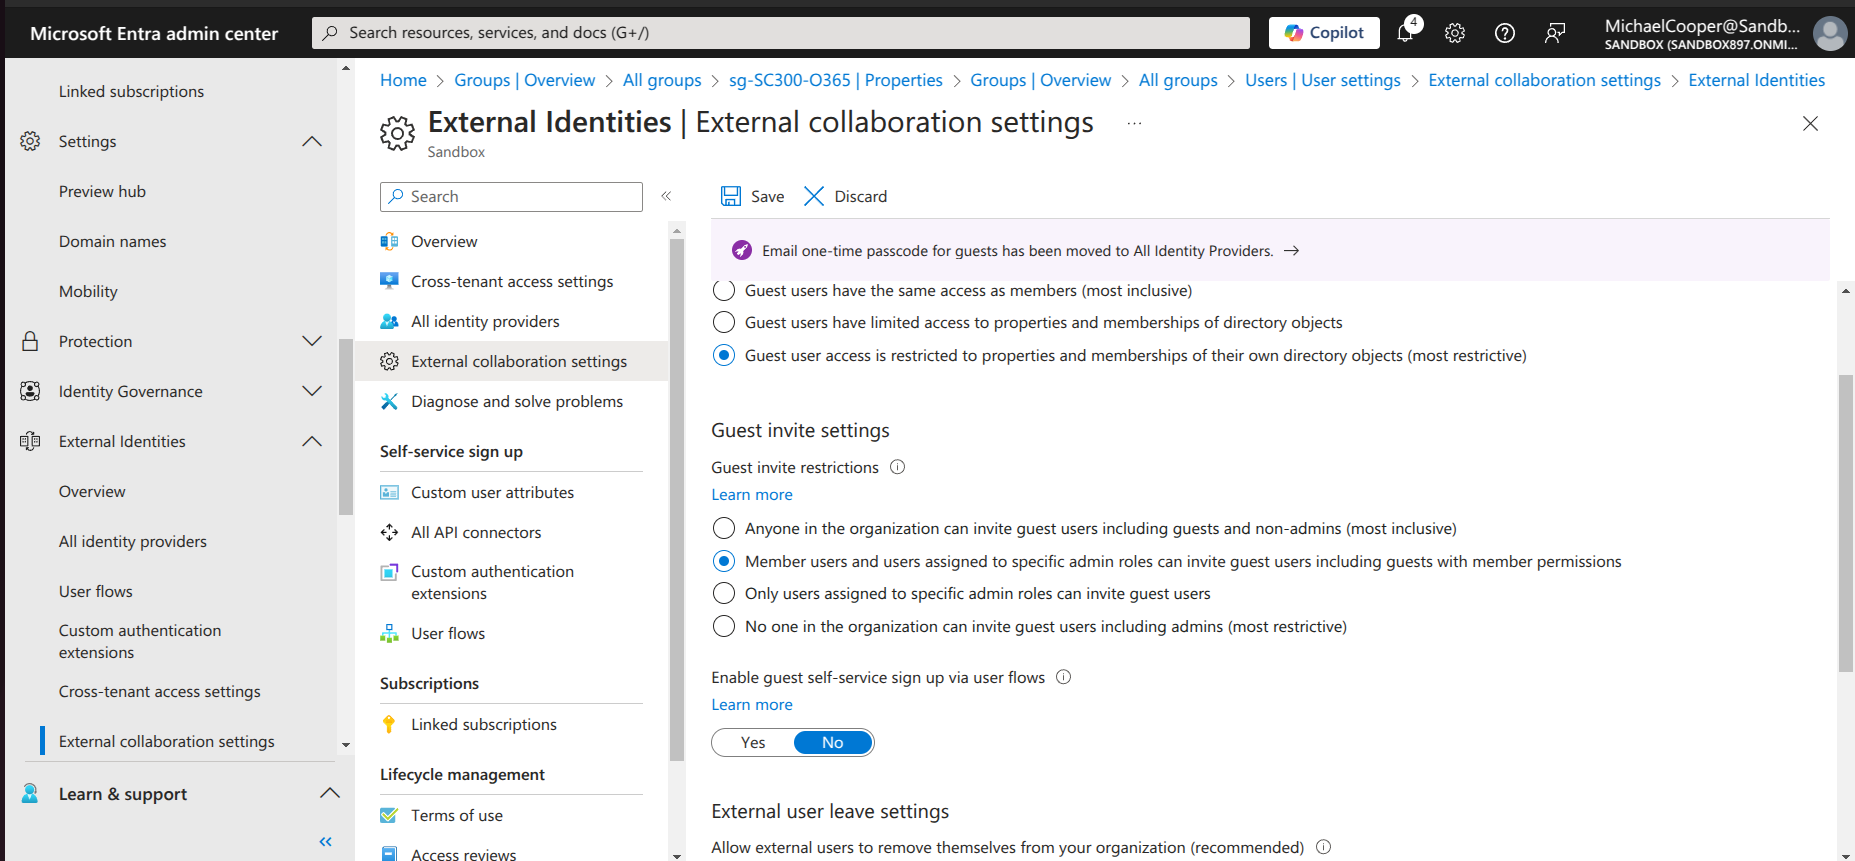 Microsoft Entra admin center
Search resources, services, and docs (G+/)
Copilot
4
MichaelCooper@Sandb...
SANDBOX (SANDBOX897.ONMI...
Linked subscriptions
Settings
Preview hub
Domain names
Mobility
Protection
Identity Governance
External Identities
Overview
All identity providers
User flows
Custom authentication
extensions
Cross-tenant access settings
External collaboration settings
Learn & support
Home > Groups | Overview > All groups > sg-SC300-O365 | Properties > Groups | Overview > All groups > Users | User settings > External collaboration settings > External Identities
External Identities | External collaboration settings ...
Sandbox
Search
Overview
Cross-tenant access settings
All identity providers
External collaboration settings
Diagnose and solve problems
Self-service sign up
Custom user attributes
All API connectors
Custom authentication
extensions
User flows
Subscriptions
Linked subscriptions
Lifecycle management
Terms of use
Access reviews
Save
Discard
Email one-time passcode for guests has been moved to All Identity Providers. →
Guest users have the same access as members (most inclusive)
Guest users have limited access to properties and memberships of directory objects
Guest user access is restricted to properties and memberships of their own directory objects (most restrictive)
Guest invite settings
Guest invite restrictions
Learn more
Anyone in the organization can invite guest users including guests and non-admins (most inclusive)
Member users and users assigned to specific admin roles can invite guest users including guests with member permissions
Only users assigned to specific admin roles can invite guest users
No one in the organization can invite guest users including admins (most restrictive)
Enable guest self-service sign up via user flows
Learn more
Yes No
External user leave settings
Allow external users to remove themselves from your organization (recommended)